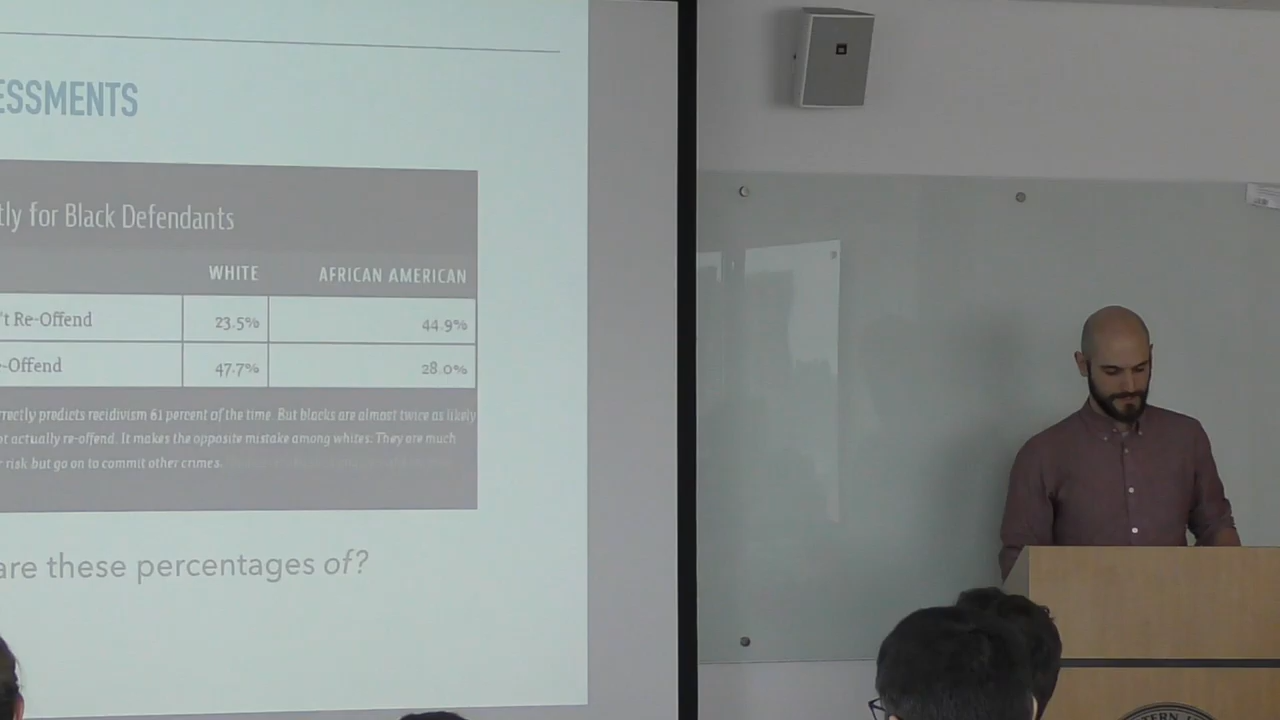 ESSMENTS
tly for Black Defendants
WHITE AFRICAN AMERICAN
't Re-Offend 23.5% 44.9%
-Offend 47.7% 28.0%
rrectly predicts recidivism 61 percent of the time. But blacks are almost twice as likely
ot actually re-offend. It makes the opposite mistake among whites: They are much
r risk but go on to commit other crimes.
are these percentages of?
TERN